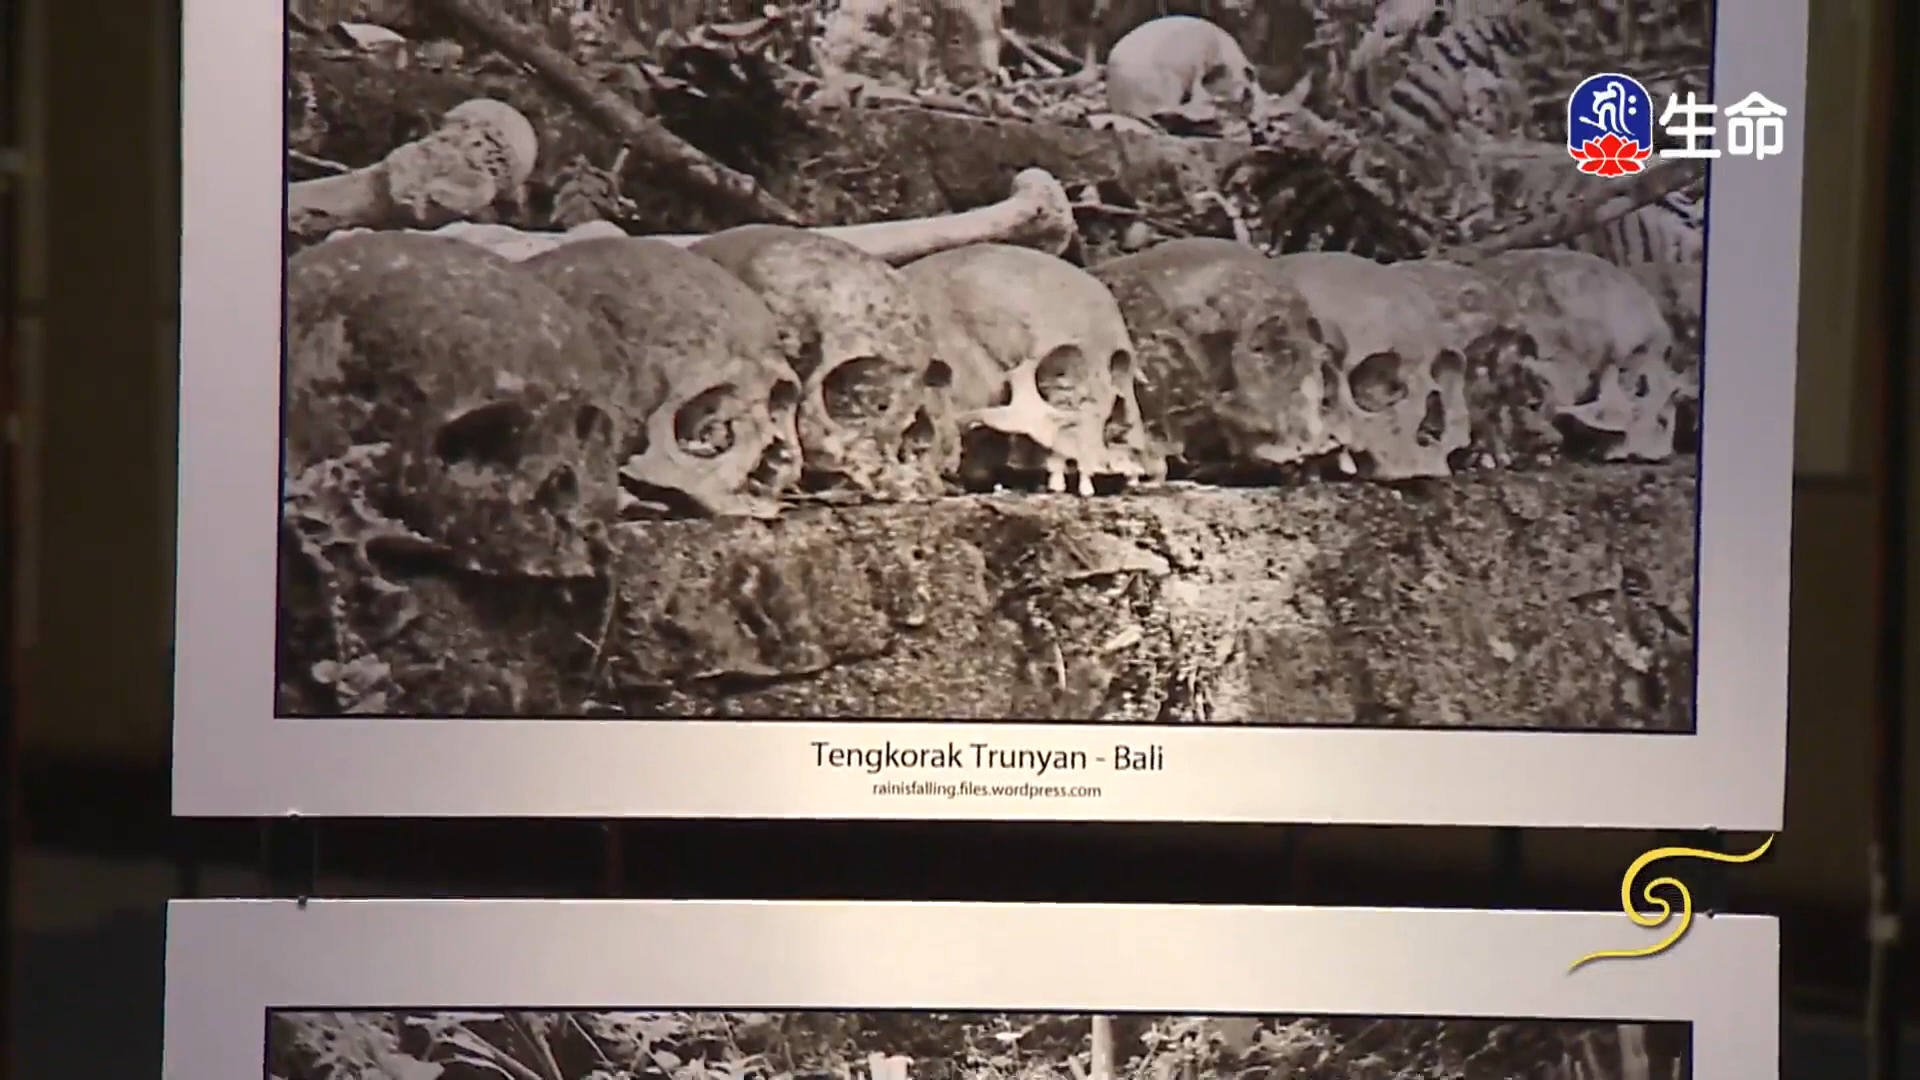 生命
Tengkorak Trunyan - Bali
rainisfalling.files.wordpress.com